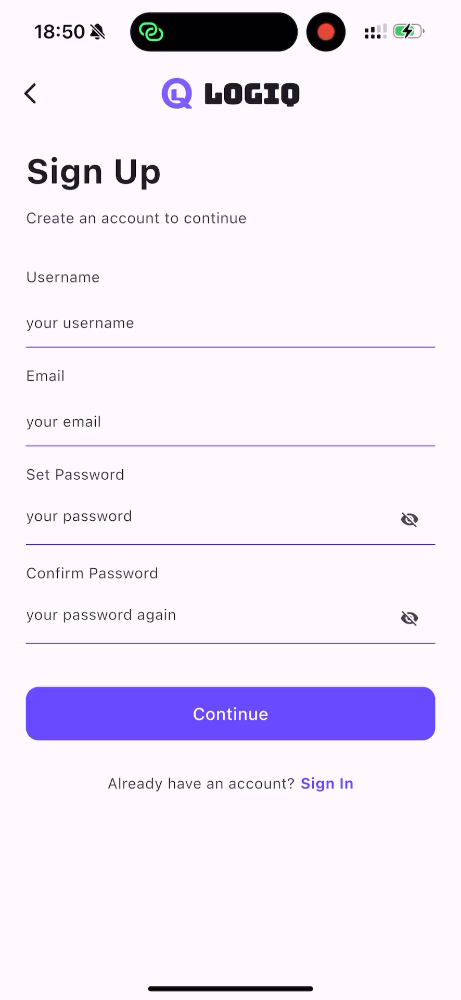 18:50
LOGIQ
Sign Up
Create an account to continue
Username
your username
Email
your email
Set Password
your password
Confirm Password
your password again
Continue
Already have an account? Sign In